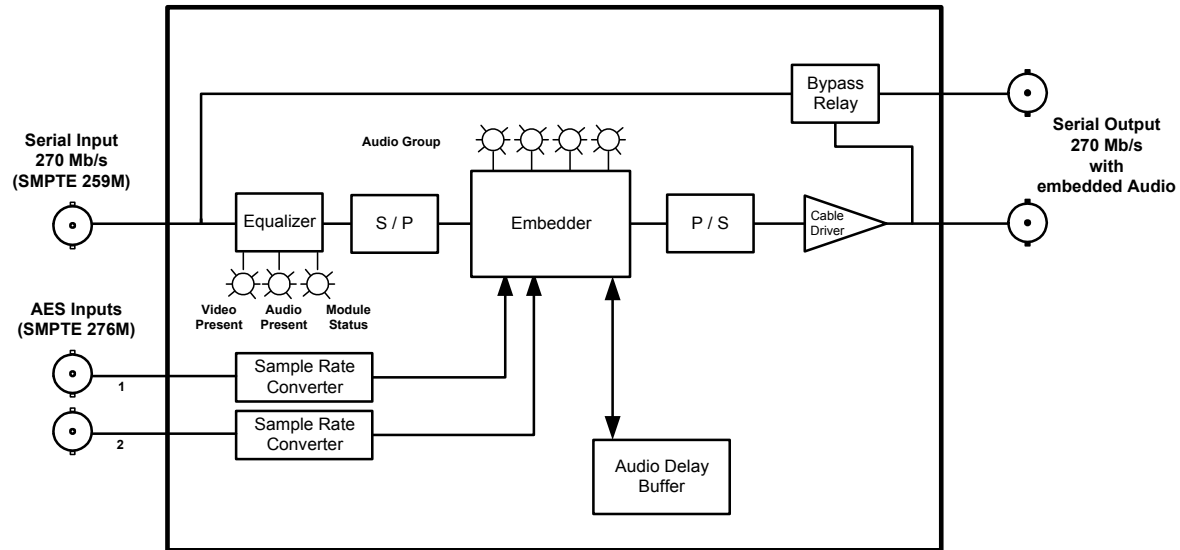 Bypass
Relay
Serial Input
270 Mb/s
(SMPTE 259M)
Audio Group
Serial Output
270 Mb/s
with
embedded Audio
Equalizer
S / P
Embedder
P / S
Cable
Driver
Video
Present
Audio
Present
Module
Status
AES Inputs
(SMPTE 276M)
1
Sample Rate
Converter
2
Sample Rate
Converter
Audio Delay
Buffer